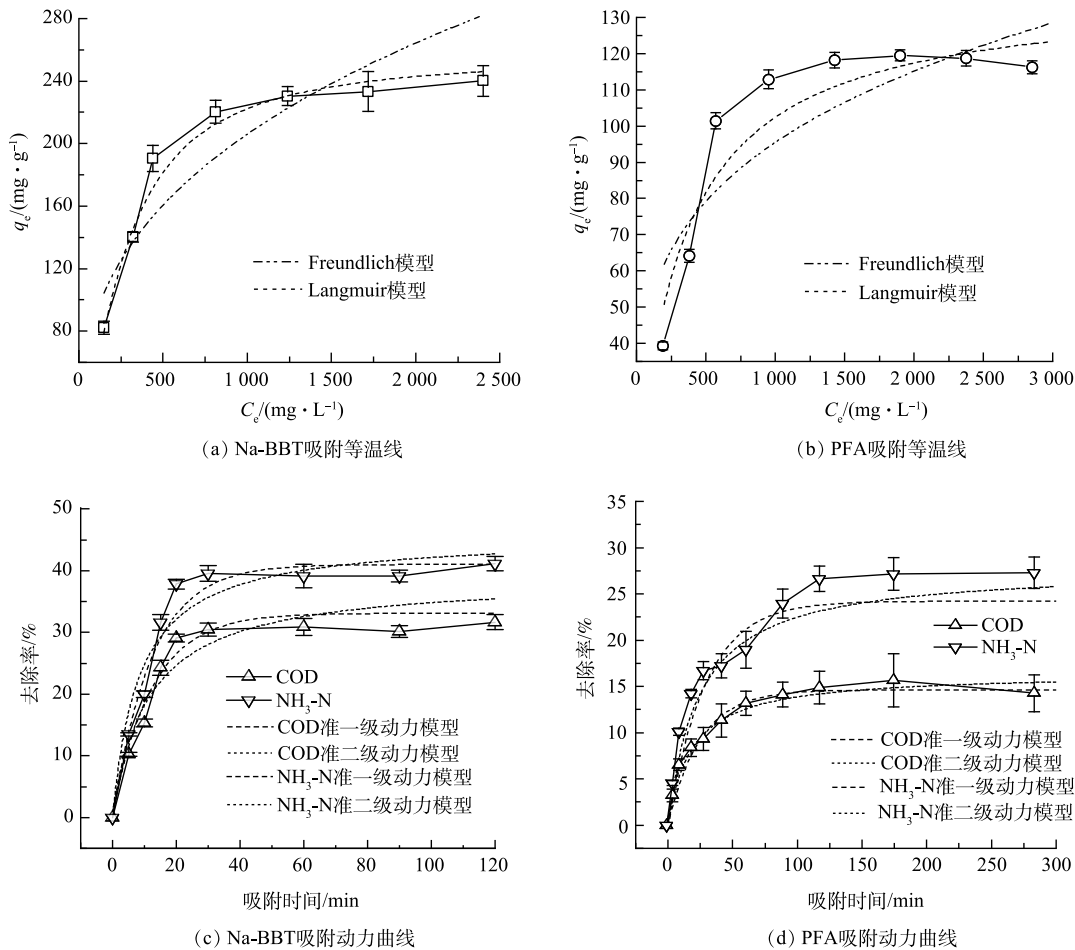 280
240
200
160
120
80
qe/(mg·g⁻¹)
Freundlich模型
Langmuir模型
0
500
1 000
1 500
2 000
2 500
Ce/(mg·L⁻¹)
(a) Na-BBT吸附等温线
130
120
110
100
90
80
70
60
50
40
qe/(mg·g⁻¹)
Freundlich模型
Langmuir模型
0
500
1 000
1 500
2 000
2 500
3 000
Ce/(mg·L⁻¹)
(b) PFA吸附等温线
50
40
30
20
10
0
去除率/%
COD
NH₃-N
COD准一级动力模型
COD准二级动力模型
NH₃-N准一级动力模型
NH₃-N准二级动力模型
0
20
40
60
80
100
120
吸附时间/min
(c) Na-BBT吸附动力曲线
35
30
25
20
15
10
5
0
去除率/%
COD
NH₃-N
COD准一级动力模型
COD准二级动力模型
NH₃-N准一级动力模型
NH₃-N准二级动力模型
0
50
100
150
200
250
300
吸附时间/min
(d) PFA吸附动力曲线